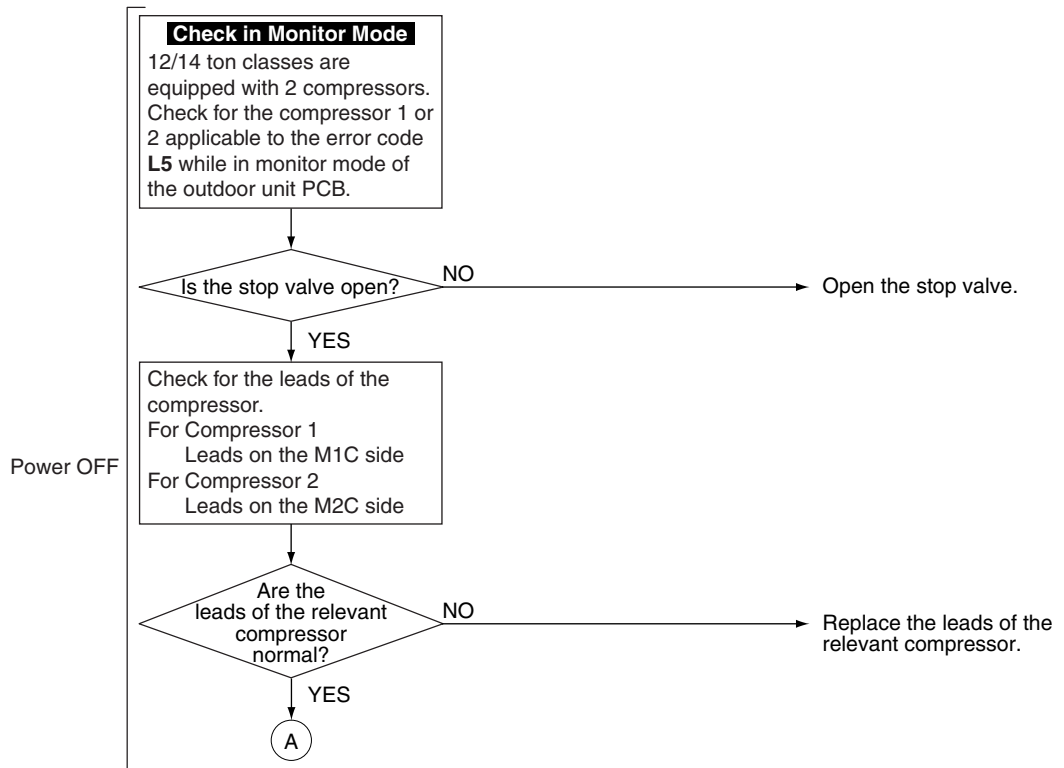 Check in Monitor Mode
12/14 ton classes are
equipped with 2 compressors.
Check for the compressor 1 or
2 applicable to the error code
L5 while in monitor mode of
the outdoor unit PCB.
Is the stop valve open?
NO
Open the stop valve.
YES
Check for the leads of the
compressor.
For Compressor 1
Leads on the M1C side
For Compressor 2
Leads on the M2C side
Power OFF
Are the
leads of the relevant
compressor
normal?
NO
Replace the leads of the
relevant compressor.
YES
A